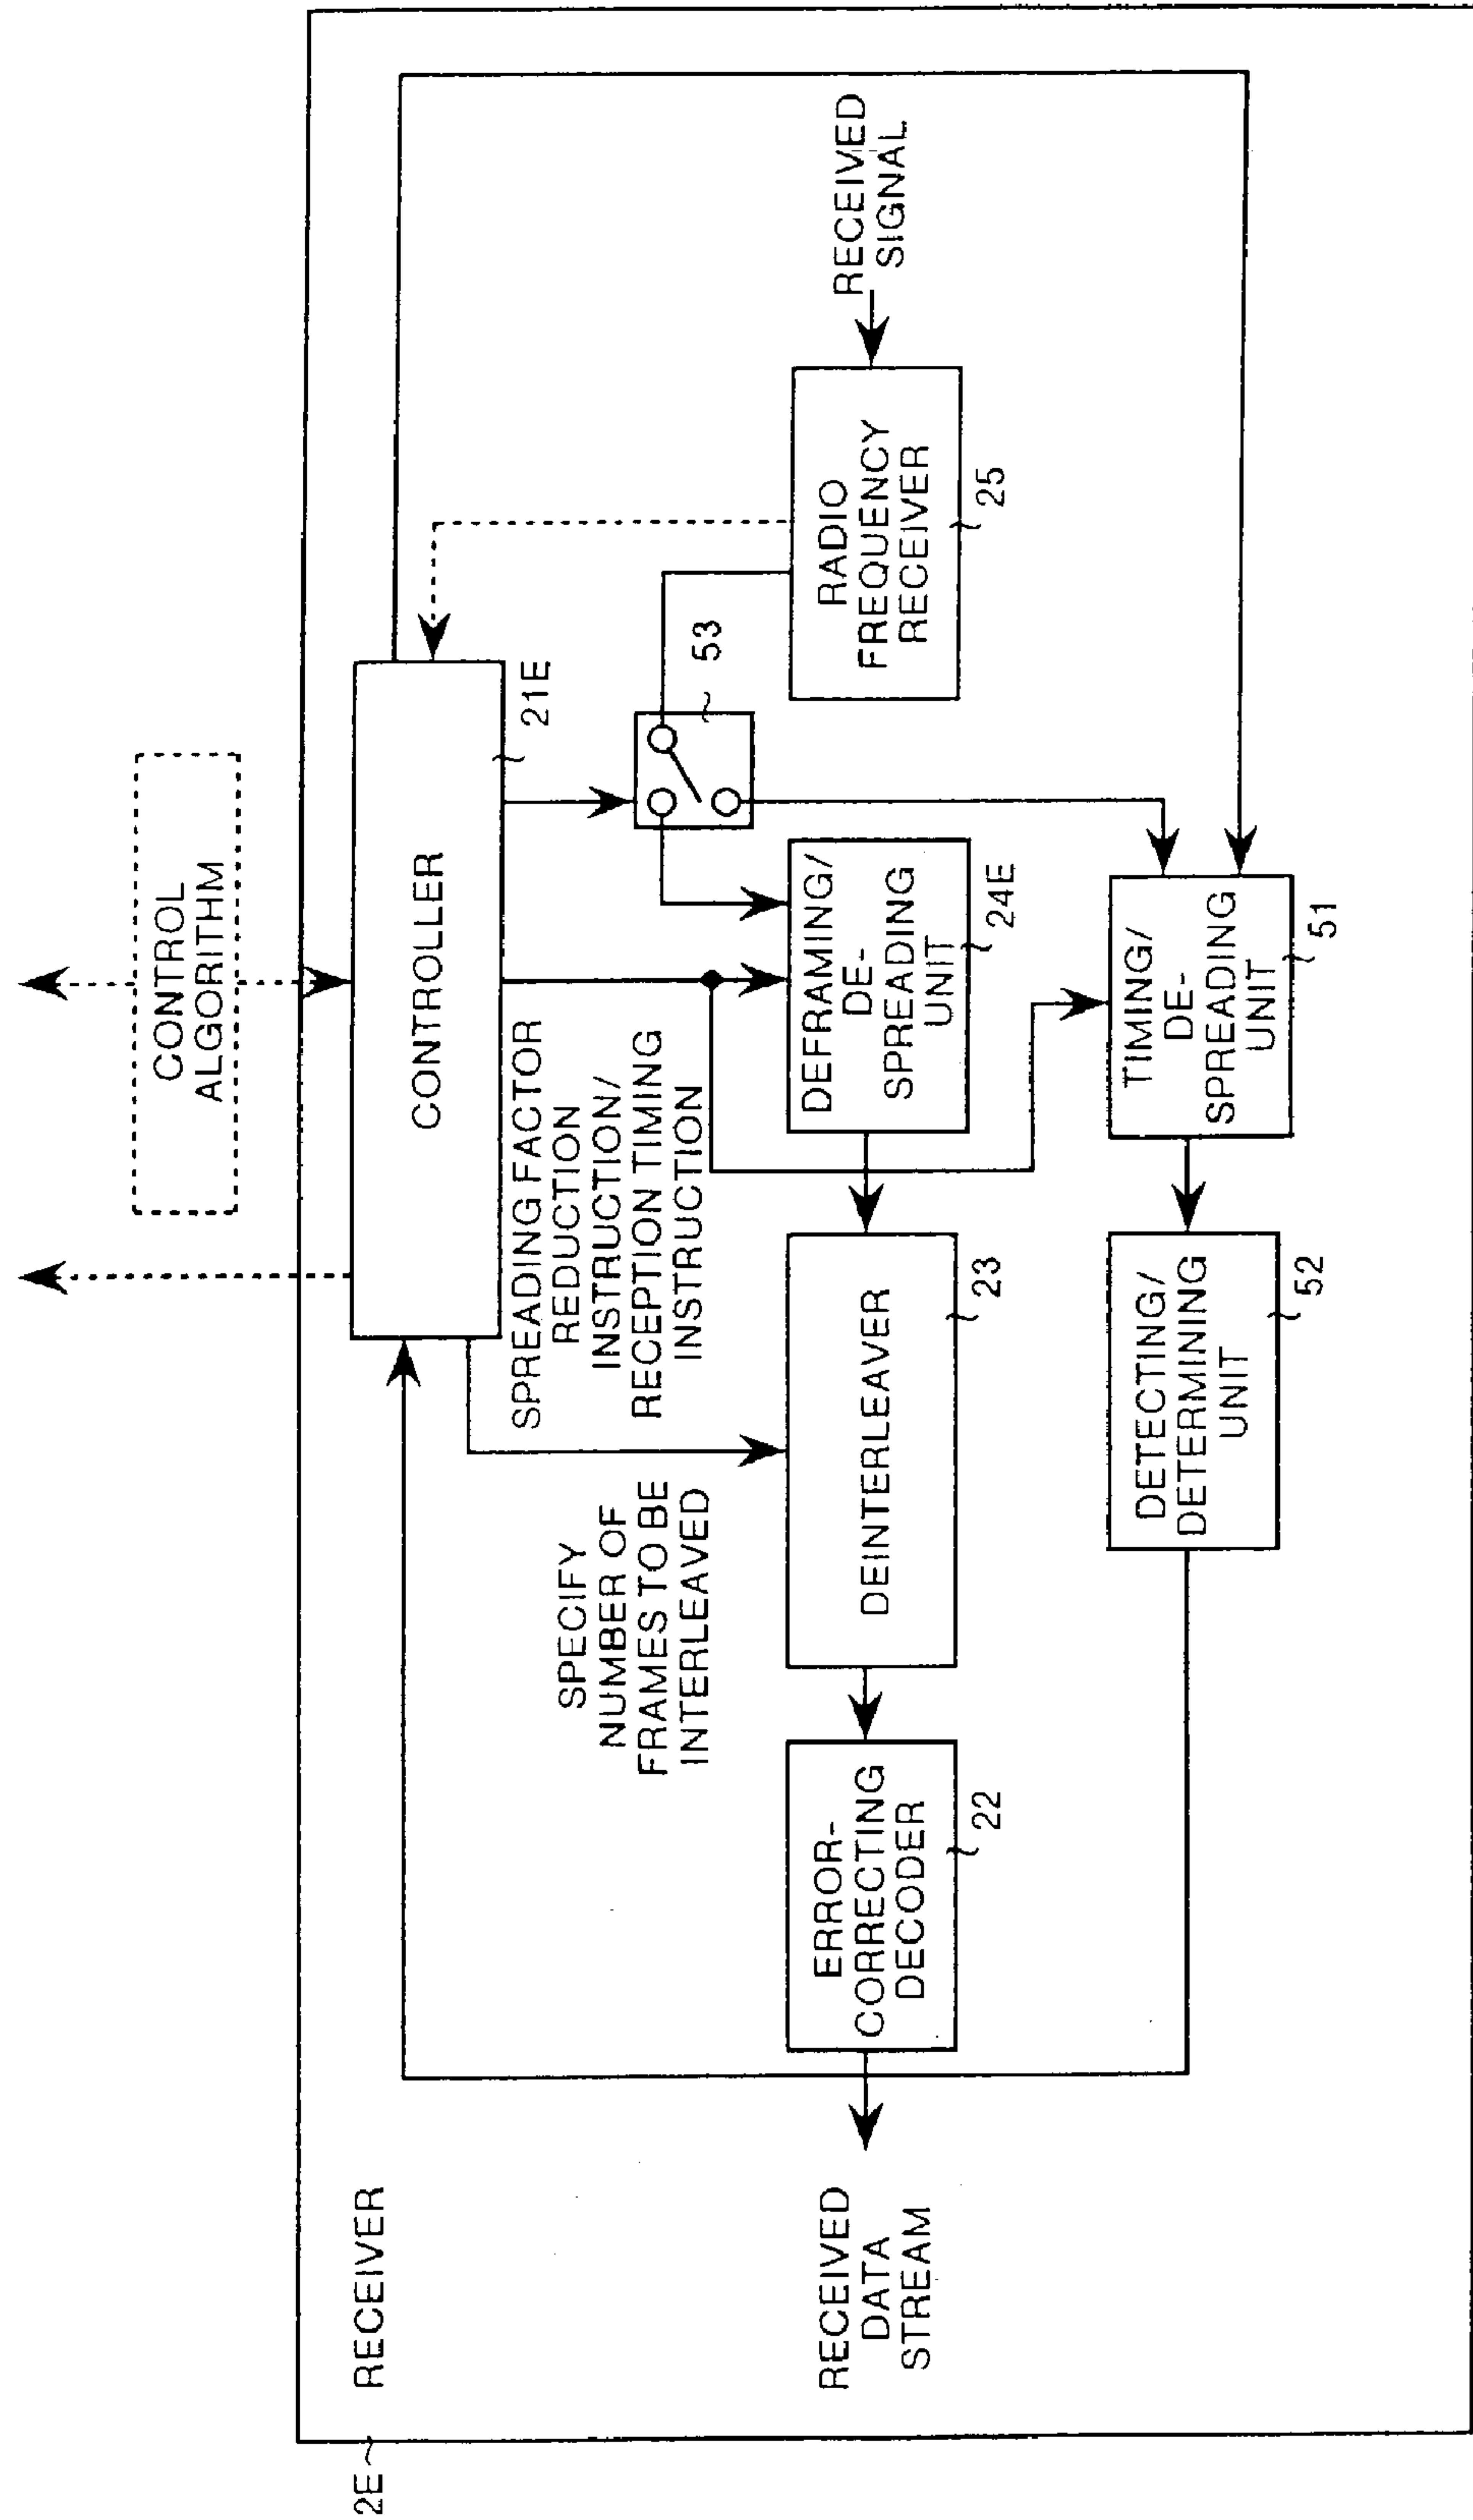 CONTROL
ALGORITHM
2E
RECEIVER
CONTROLLER
21E
SPREADING FACTOR
REDUCTION
INSTRUCTION/
RECEPTION TIMING
INSTRUCTION
SPECIFY
NUMBER OF
FRAMES TO BE
INTERLEAVED
53
RECEIVED
DATA
STREAM
ERROR-
CORRECTING
DECODER
22
DEINTERLEAVER
23
DEFRAMING/
DE-
SPREADING
UNIT
24E
RADIO
FREQUENCY
RECEIVER
25
RECEIVED
SIGNAL
DETECTING/
DETERMINING
UNIT
52
TIMING/
DE-
SPREADING
UNIT
51